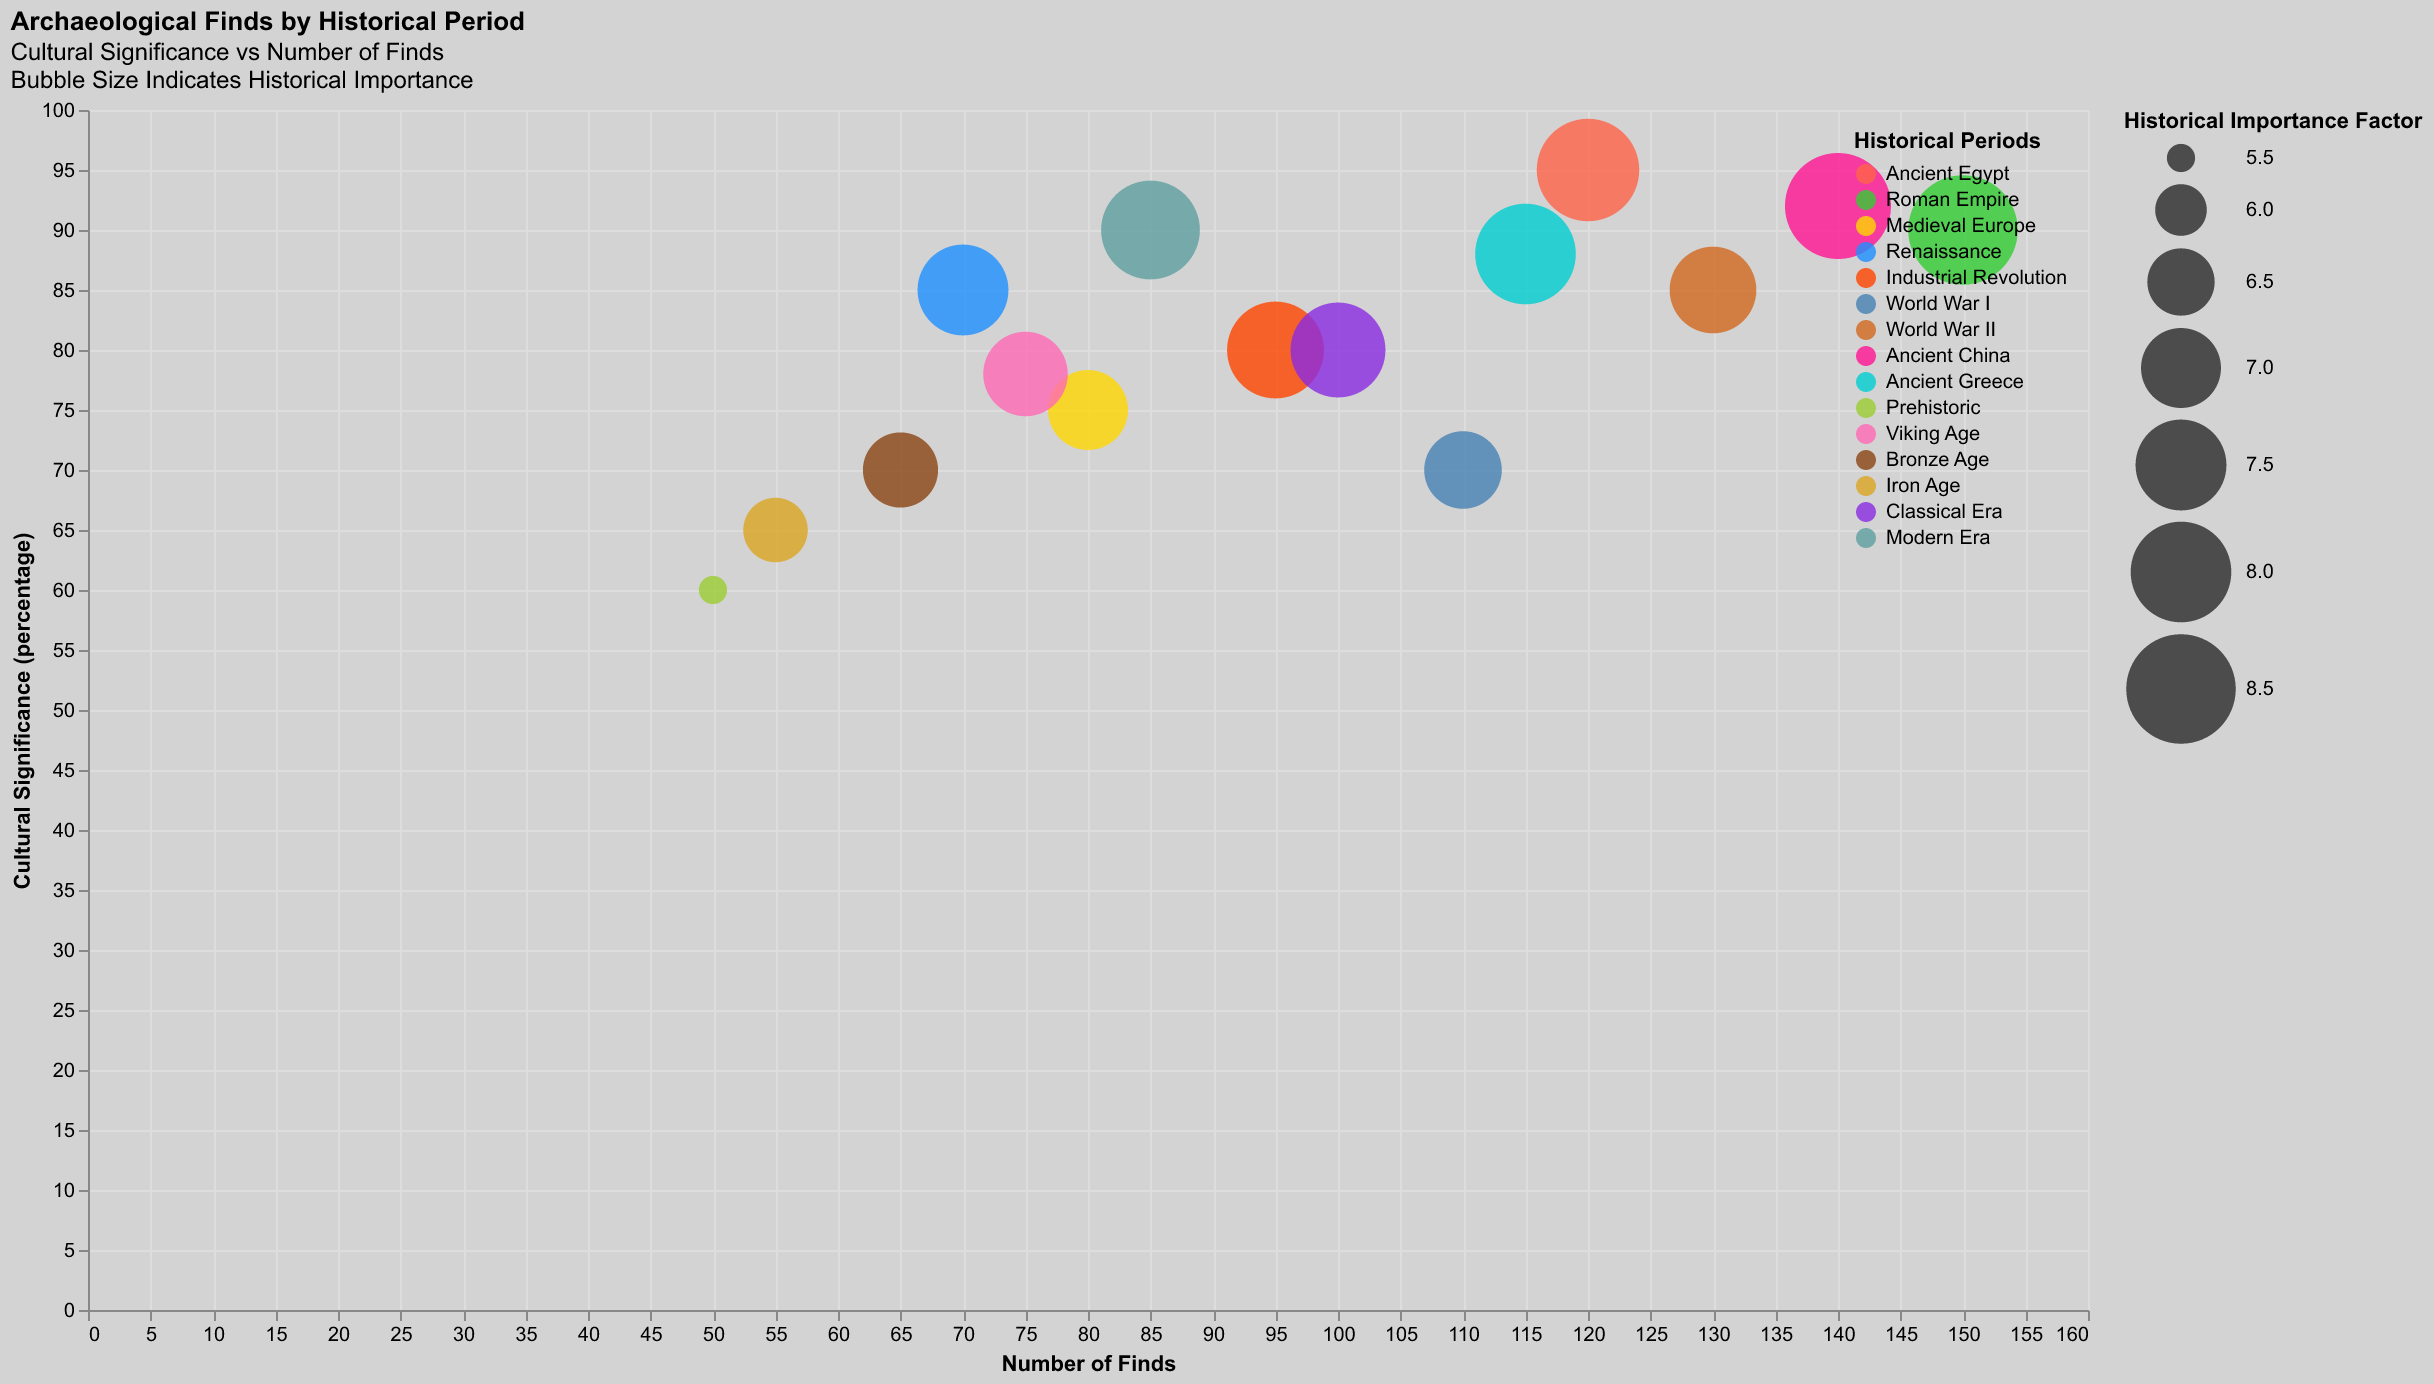 Archaeological Finds by Historical Period
Cultural Significance vs Number of Finds
Bubble Size Indicates Historical Importance
Cultural Significance (percentage)
100
95
90
85
80
75
70
65
60
55
50
45
40
35
30
25
20
15
10
5
0
0 5 10 15 20 25 30 35 40 45 50 55 60 65 70 75 80 85 90 95 100 105 110 115 120 125 130 135 140 145 150 155 160
Number of Finds
Historical Periods
Ancient Egypt
Roman Empire
Medieval Europe
Renaissance
Industrial Revolution
World War I
World War II
Ancient China
Ancient Greece
Prehistoric
Viking Age
Bronze Age
Iron Age
Classical Era
Modern Era
Historical Importance Factor
5.5
6.0
6.5
7.0
7.5
8.0
8.5